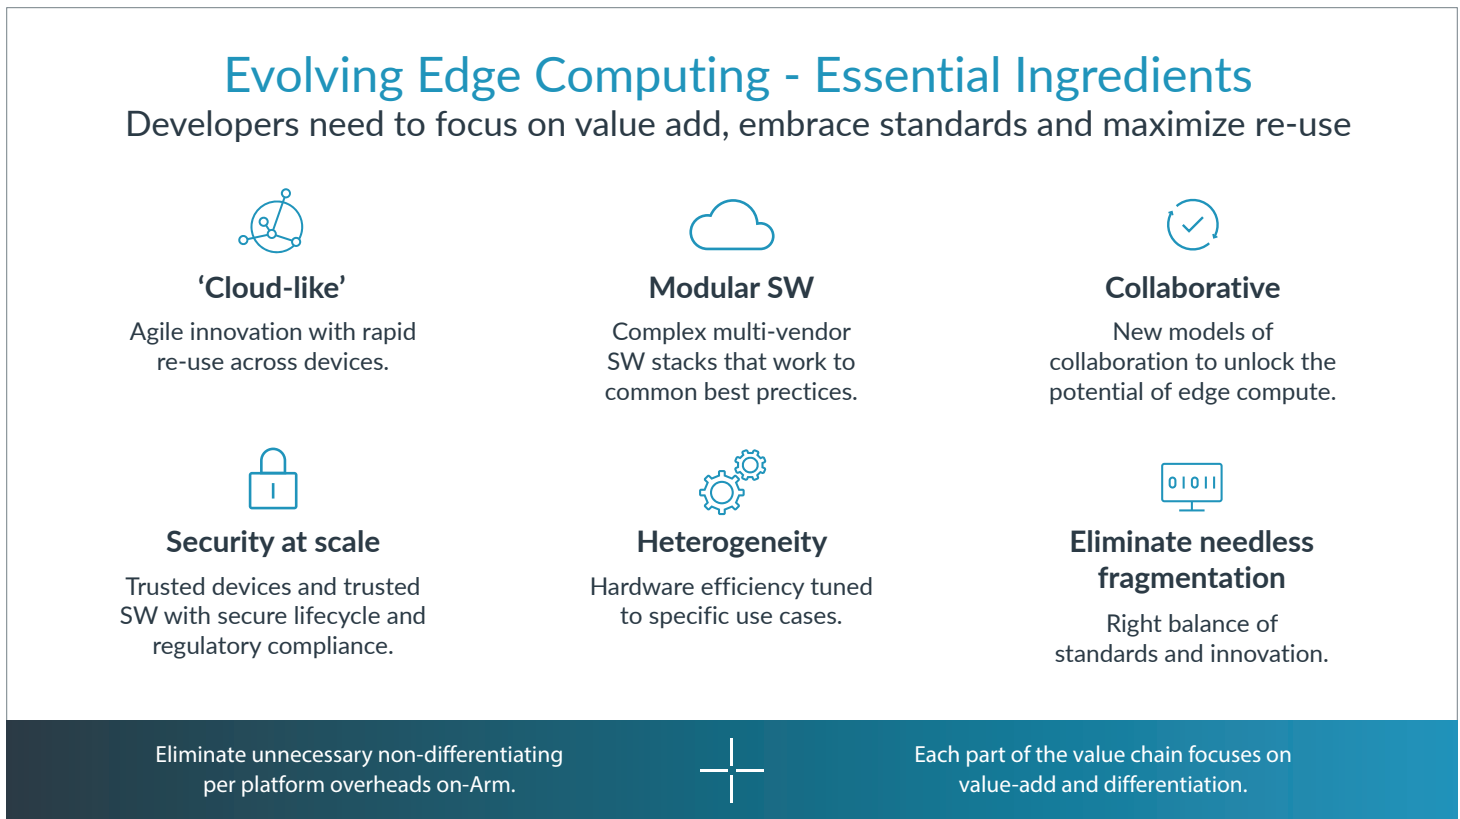 Evolving Edge Computing - Essential Ingredients
Developers need to focus on value add, embrace standards and maximize re-use
‘Cloud-like’
Agile innovation with rapid
re-use across devices.
Modular SW
Complex multi-vendor
SW stacks that work to
common best prectices.
Collaborative
New models of
collaboration to unlock the
potential of edge compute.
Security at scale
Trusted devices and trusted
SW with secure lifecycle and
regulatory compliance.
Heterogeneity
Hardware efficiency tuned
to specific use cases.
01011
Eliminate needless
fragmentation
Right balance of
standards and innovation.
Eliminate unnecessary non-differentiating
per platform overheads on-Arm.
Each part of the value chain focuses on
value-add and differentiation.